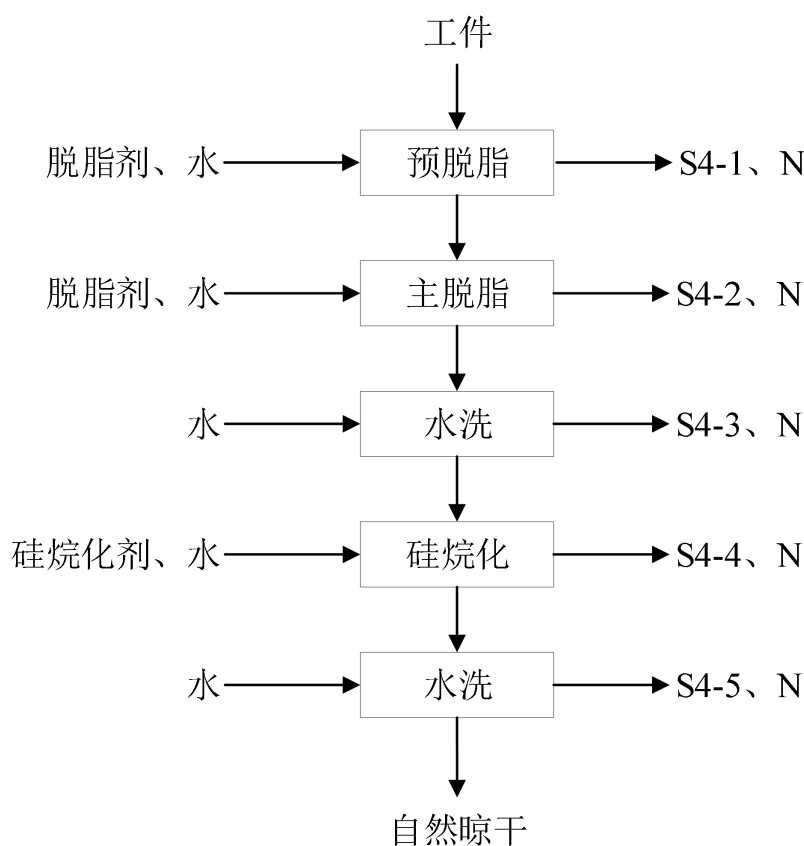 工件
脱脂剂、水 预脱脂 S4-1、N
脱脂剂、水 主脱脂 S4-2、N
水 水洗 S4-3、N
硅烷化剂、水 硅烷化 S4-4、N
水 水洗 S4-5、N
自然晾干